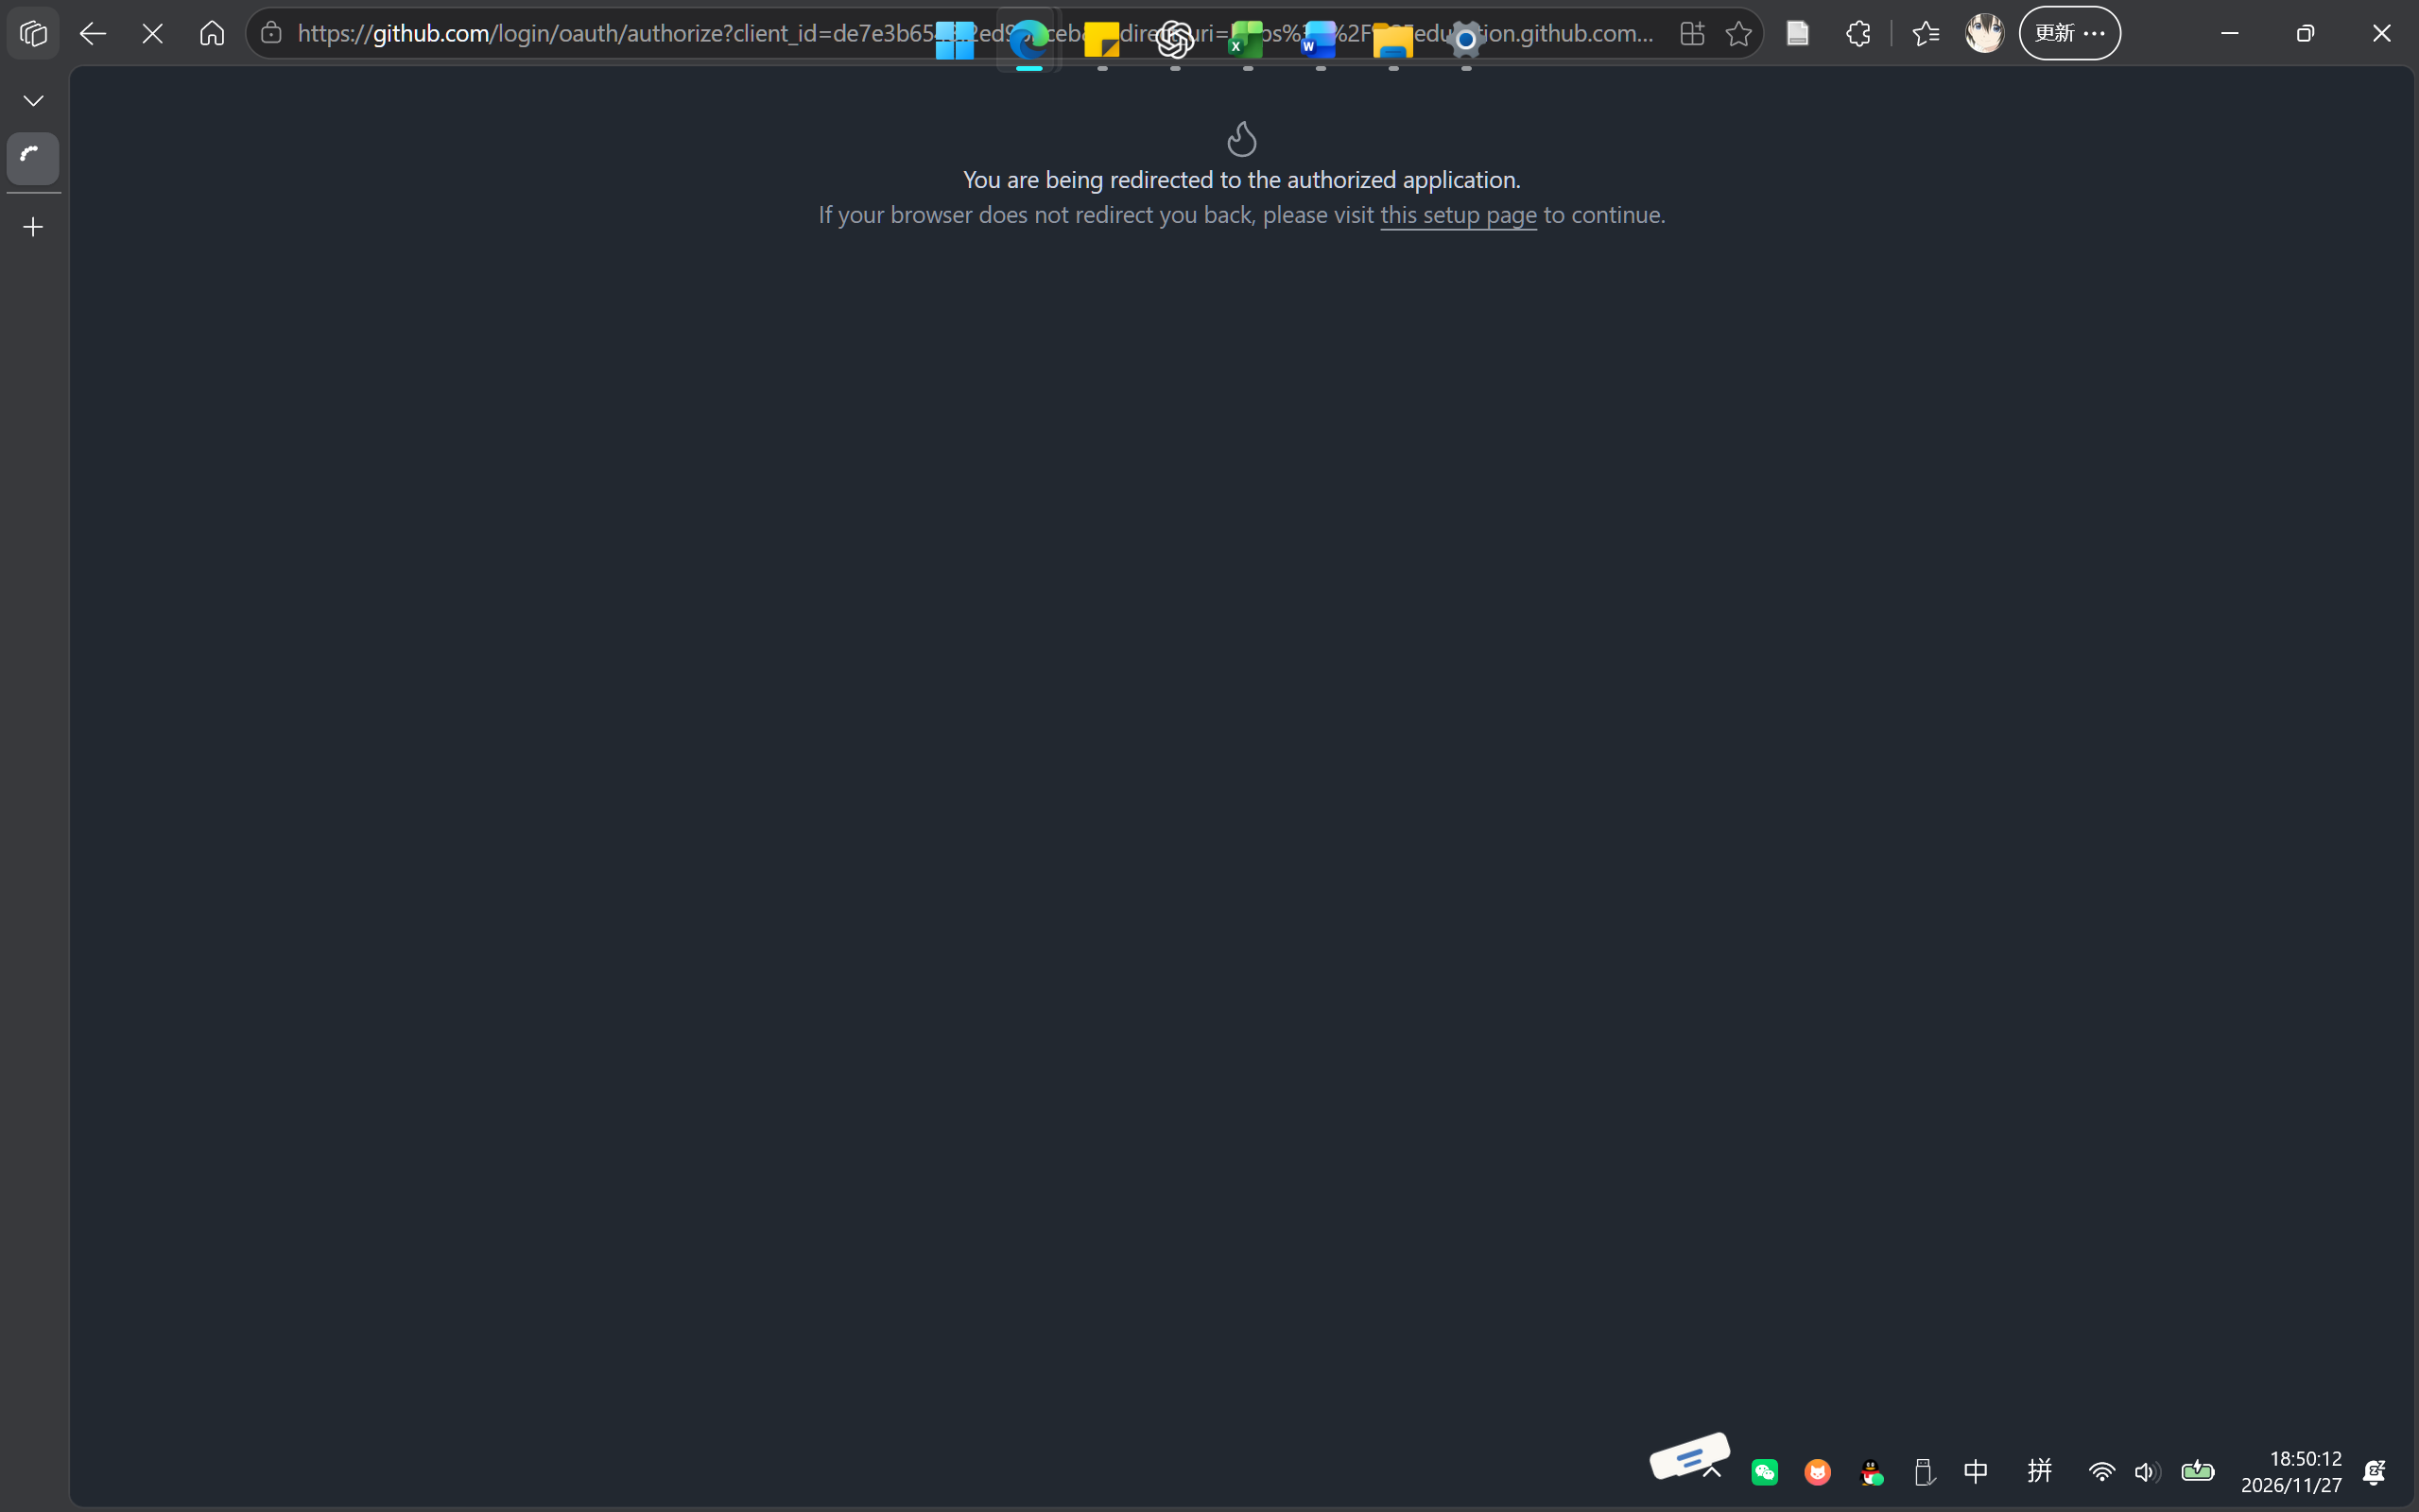 https://github.com/login/oauth/authorize?client_id=de7e3b65 education.github.com...
更新
You are being redirected to the authorized application.
If your browser does not redirect you back, please visit this setup page to continue.
中
拼
18:50:12
2026/11/27